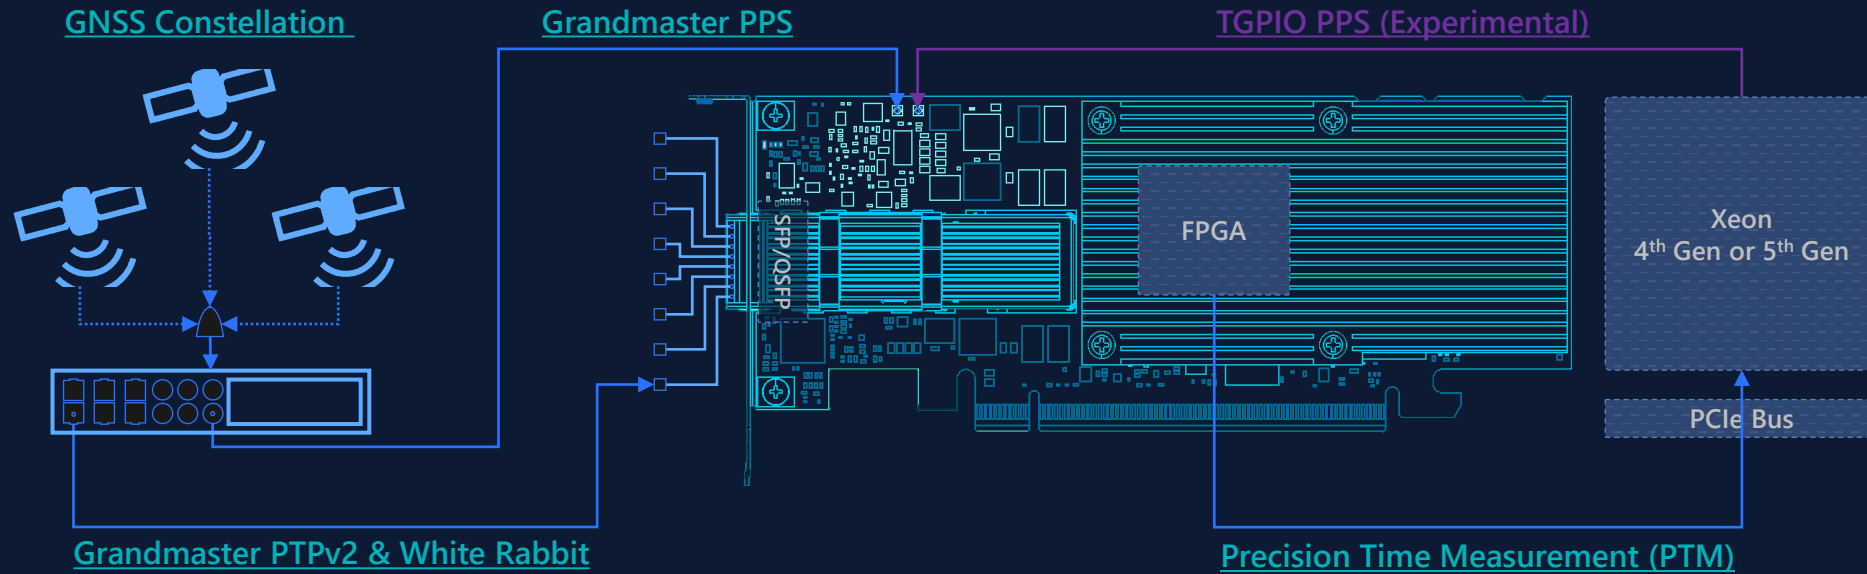 GNSS Constellation
Grandmaster PPS
TGPIO PPS (Experimental)
SFP/QSFP
FPGA
Xeon
4th Gen or 5th Gen
PCIe Bus
Grandmaster PTPv2 & White Rabbit
Precision Time Measurement (PTM)